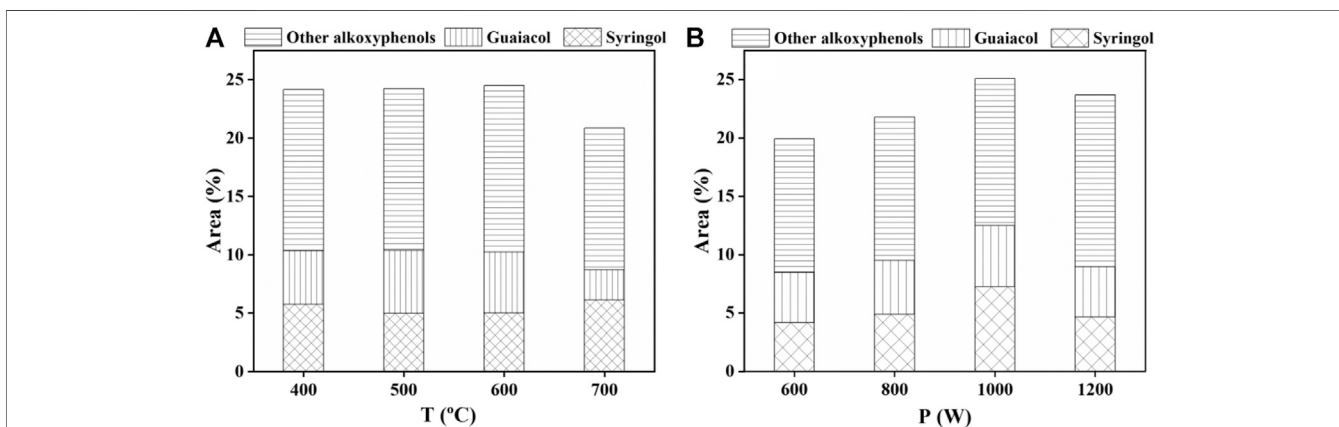 A
Other alkoxyphenols Guaiacol Syringol
25
20
15
10
5
0
Area (%)
400 500 600 700
T (ºC)
B
Other alkoxyphenols Guaiacol Syringol
25
20
15
10
5
0
Area (%)
600 800 1000 1200
P (W)